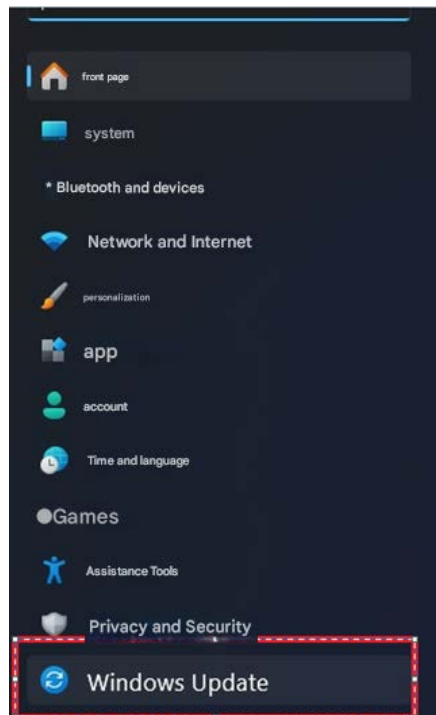 front page
system
* Bluetooth and devices
Network and Internet
personalization
app
account
Time and language
Games
Assistance Tools
Privacy and Security
Windows Update